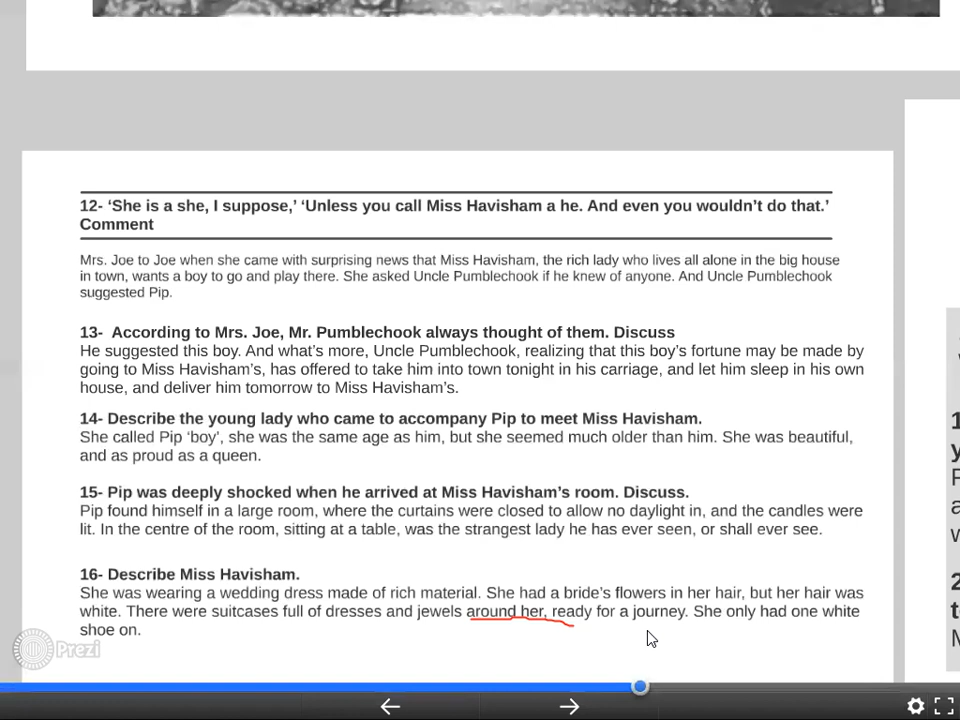 12- ‘She is a she, I suppose,’ ‘Unless you call Miss Havisham a he. And even you wouldn’t do that.’
Comment
Mrs. Joe to Joe when she came with surprising news that Miss Havisham, the rich lady who lives all alone in the big house
in town, wants a boy to go and play there. She asked Uncle Pumblechook if he knew of anyone. And Uncle Pumblechook
suggested Pip.
13- According to Mrs. Joe, Mr. Pumblechook always thought of them. Discuss
He suggested this boy. And what’s more, Uncle Pumblechook, realizing that this boy’s fortune may be made by
going to Miss Havisham’s, has offered to take him into town tonight in his carriage, and let him sleep in his own
house, and deliver him tomorrow to Miss Havisham’s.
14- Describe the young lady who came to accompany Pip to meet Miss Havisham.
She called Pip ‘boy’, she was the same age as him, but she seemed much older than him. She was beautiful,
and as proud as a queen.
15- Pip was deeply shocked when he arrived at Miss Havisham’s room. Discuss.
Pip found himself in a large room, where the curtains were closed to allow no daylight in, and the candles were
lit. In the centre of the room, sitting at a table, was the strangest lady he has ever seen, or shall ever see.
16- Describe Miss Havisham.
She was wearing a wedding dress made of rich material. She had a bride’s flowers in her hair, but her hair was
white. There were suitcases full of dresses and jewels around her, ready for a journey. She only had one white
shoe on.
Prezi